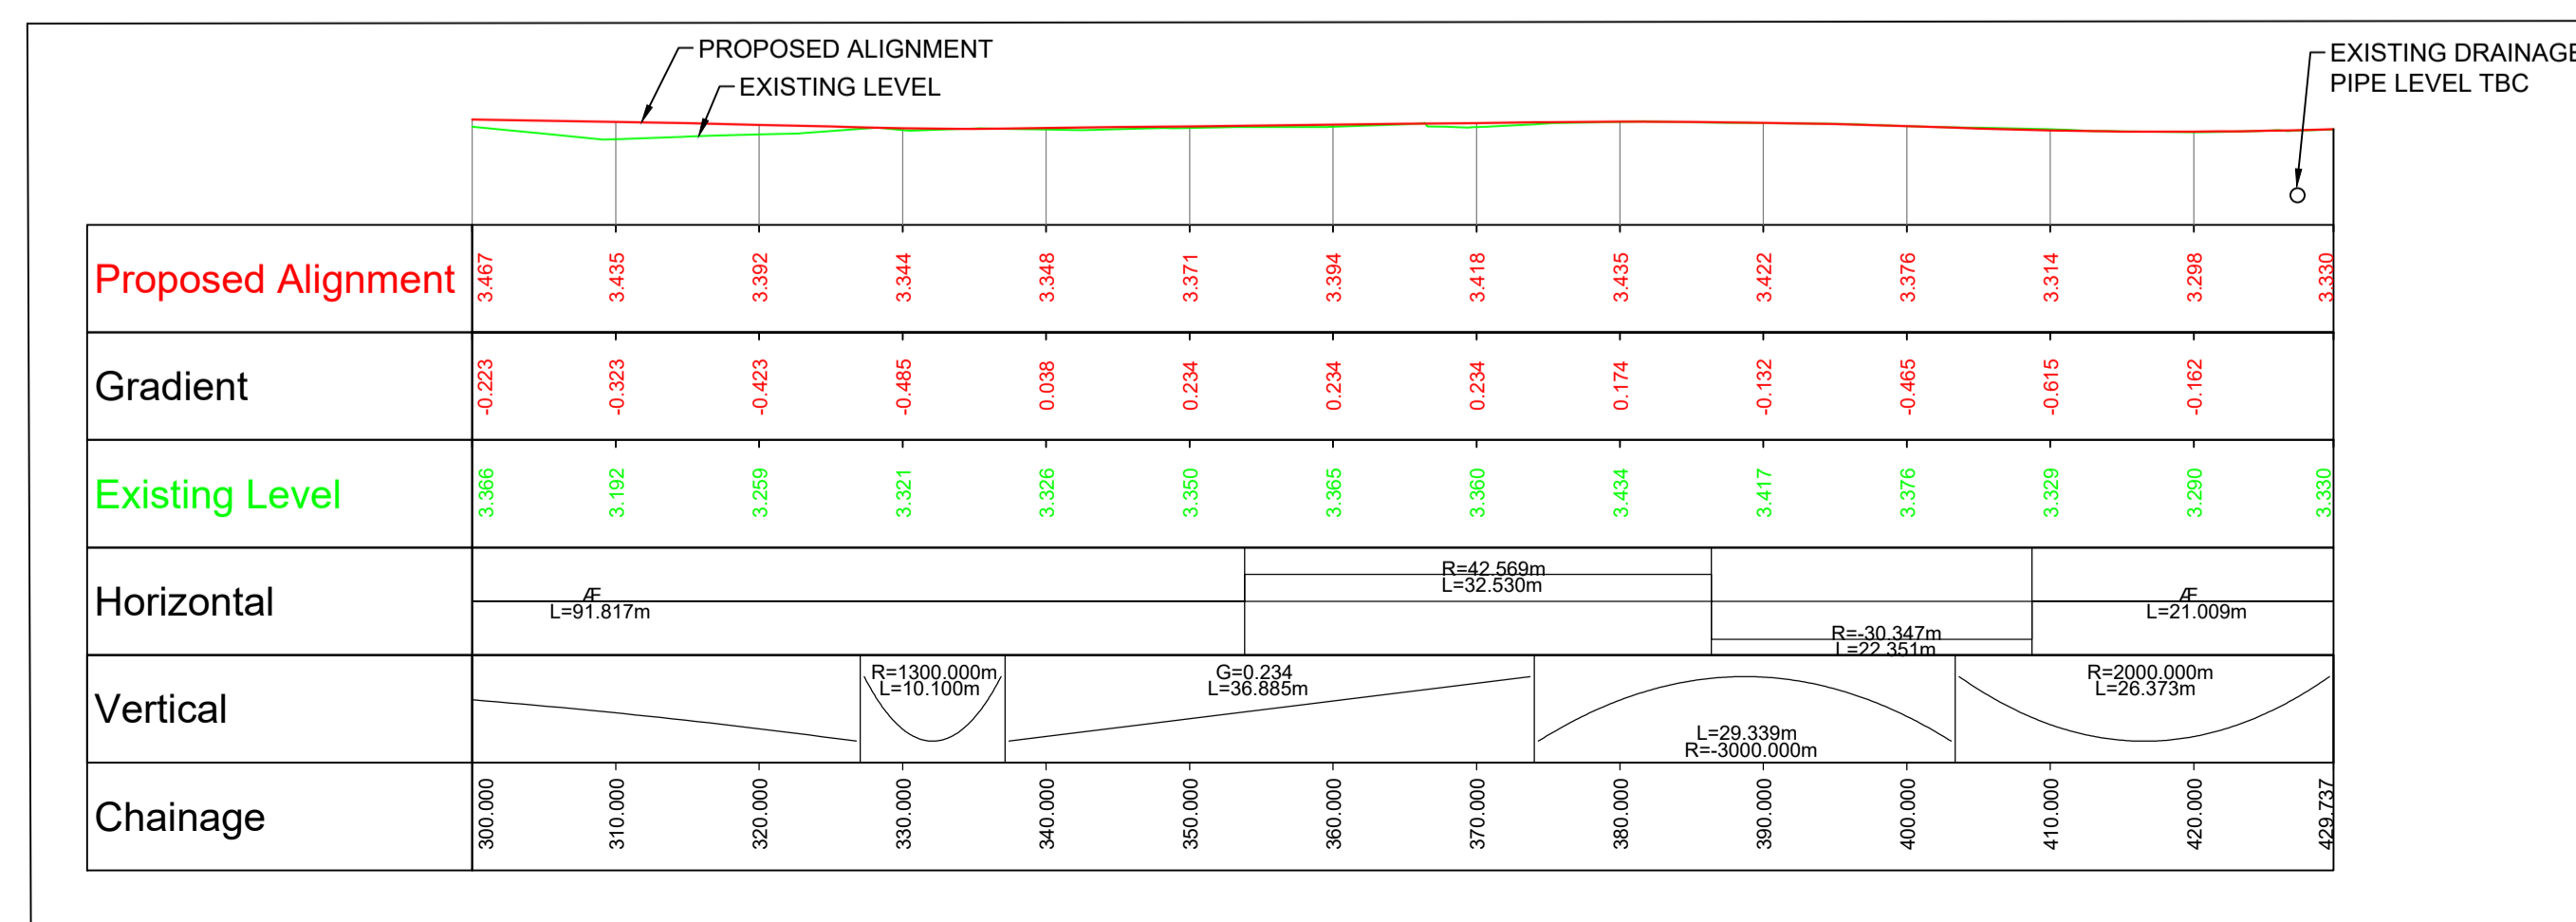 PROPOSED ALIGNMENT
EXISTING LEVEL
EXISTING DRAINAGE
PIPE LEVEL TBC
Proposed Alignment 3.467 3.435 3.392 3.344 3.348 3.371 3.394 3.418 3.435 3.422 3.376 3.314 3.298 3.330
Gradient -0.223 -0.323 -0.423 -0.485 0.038 0.234 0.234 0.234 0.174 -0.132 -0.465 -0.615 -0.162
Existing Level 3.366 3.192 3.259 3.321 3.326 3.350 3.365 3.360 3.434 3.417 3.376 3.329 3.290 3.330
Horizontal
Æ
L=91.817m
R=42.569m
L=32.530m
R=-30.347m
L=22.351m
Æ
L=21.009m
Vertical
R=1300.000m
L=10.100m
G=0.234
L=36.885m
L=29.339m
R=-3000.000m
R=2000.000m
L=26.373m
Chainage 300.000 310.000 320.000 330.000 340.000 350.000 360.000 370.000 380.000 390.000 400.000 410.000 420.000 429.737